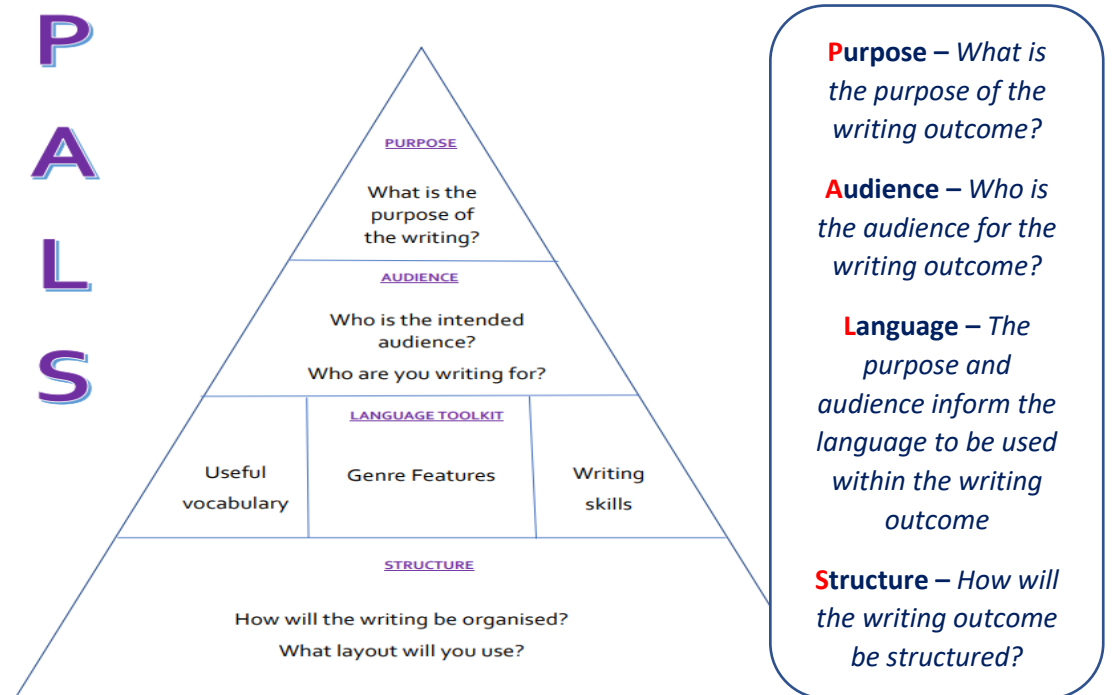 P
A
L
S
PURPOSE
What is the
purpose of
the writing?
AUDIENCE
Who is the intended
audience?
Who are you writing for?
LANGUAGE TOOLKIT
Useful
vocabulary
Genre Features
Writing
skills
STRUCTURE
How will the writing be organised?
What layout will you use?
Purpose – What is
the purpose of the
writing outcome?
Audience – Who is
the audience for the
writing outcome?
Language – The
purpose and
audience inform the
language to be used
within the writing
outcome
Structure – How will
the writing outcome
be structured?